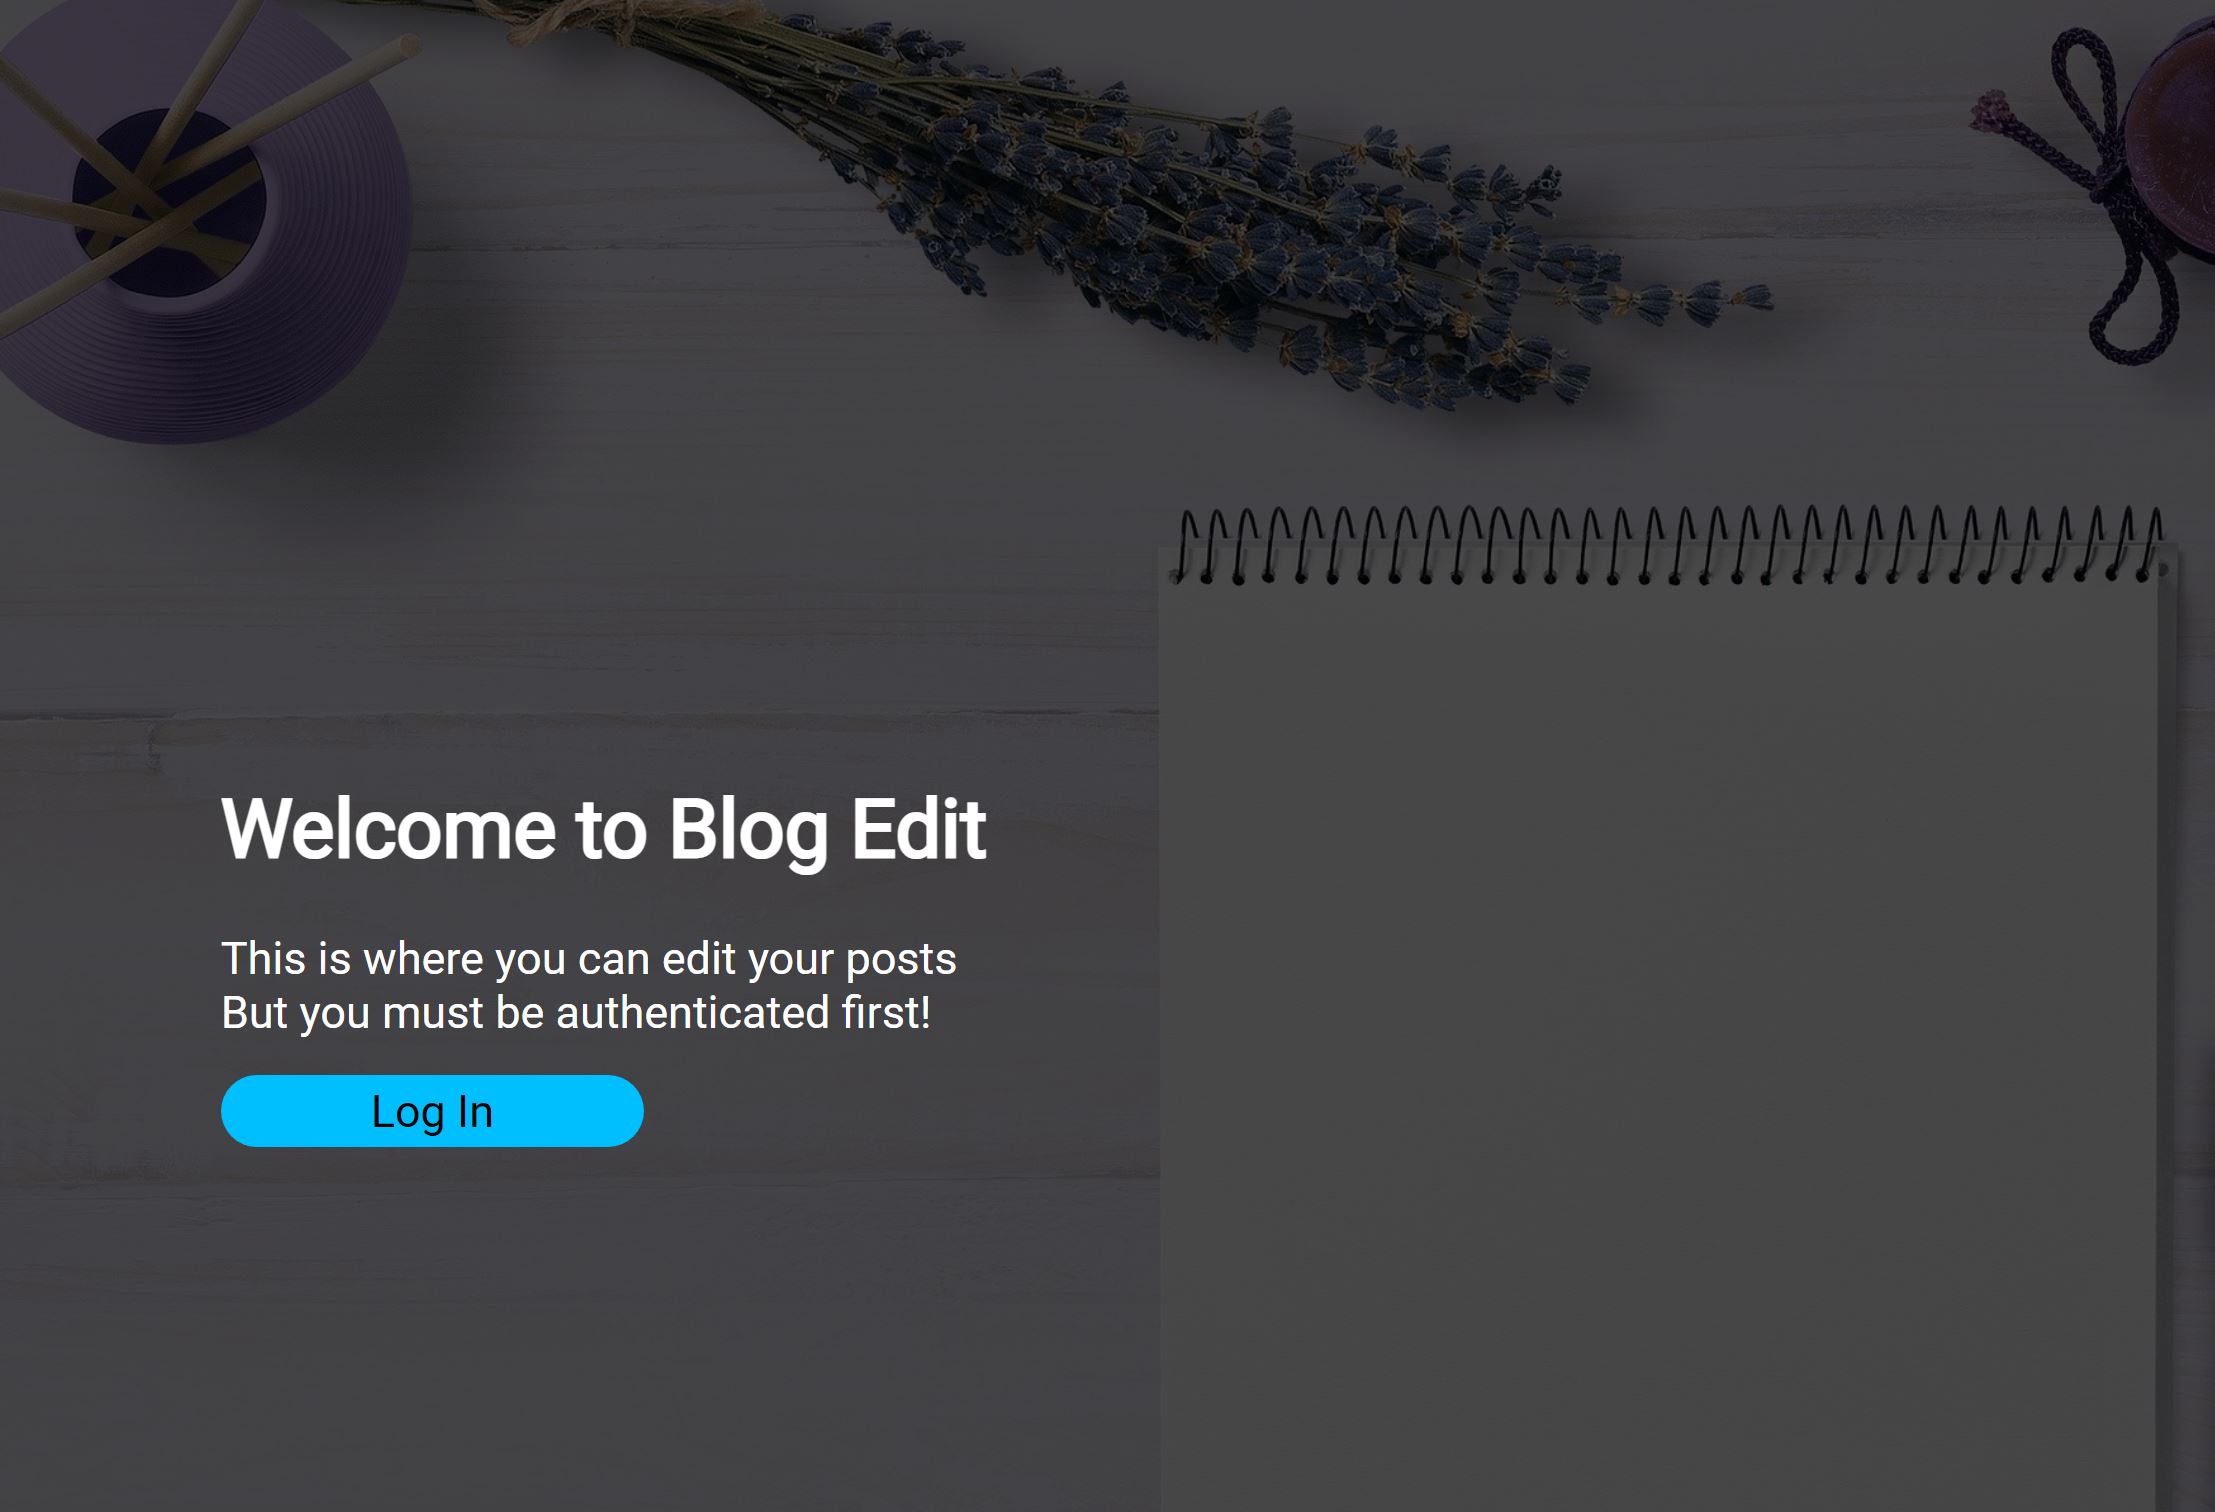 Welcome to Blog Edit
This is where you can edit your posts
But you must be authenticated first!
Log In